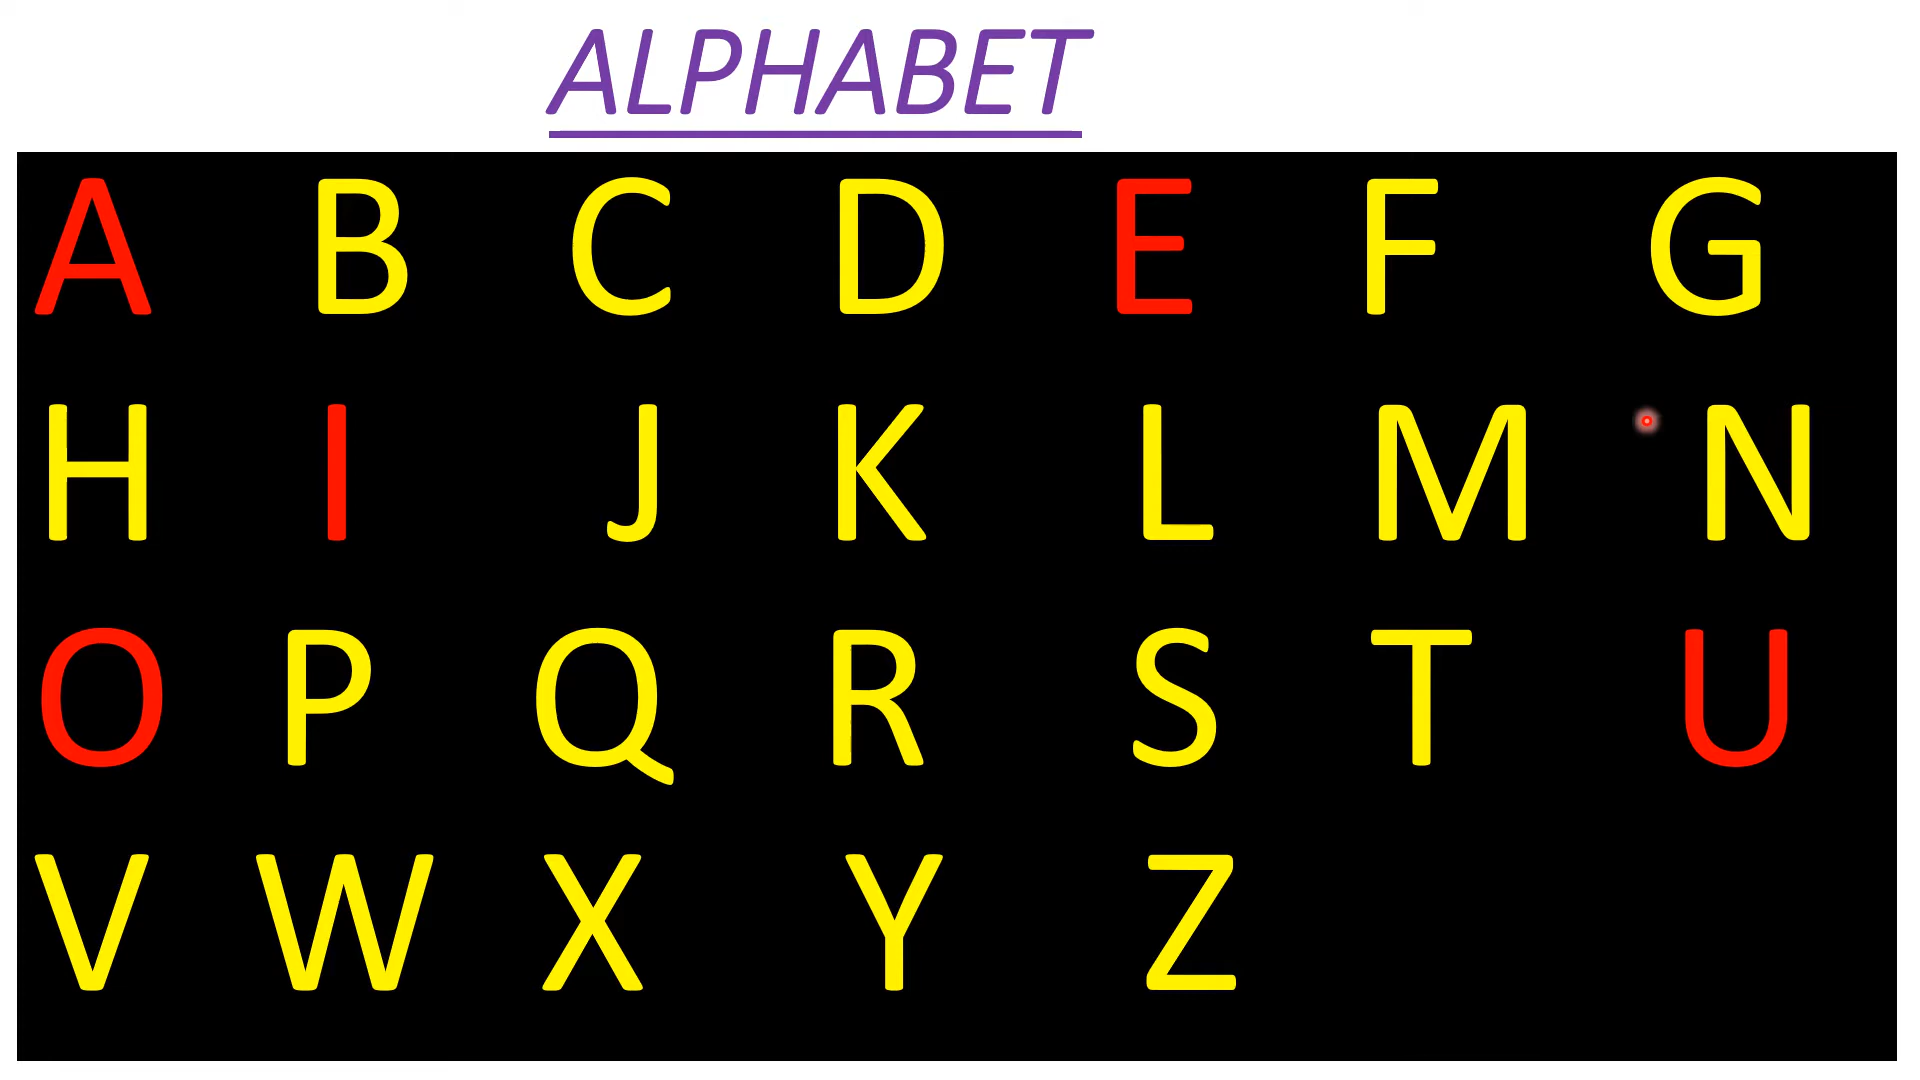 ALPHABET
A B C D E F G
H I J K L M N
O P Q R S T U
V W X Y Z